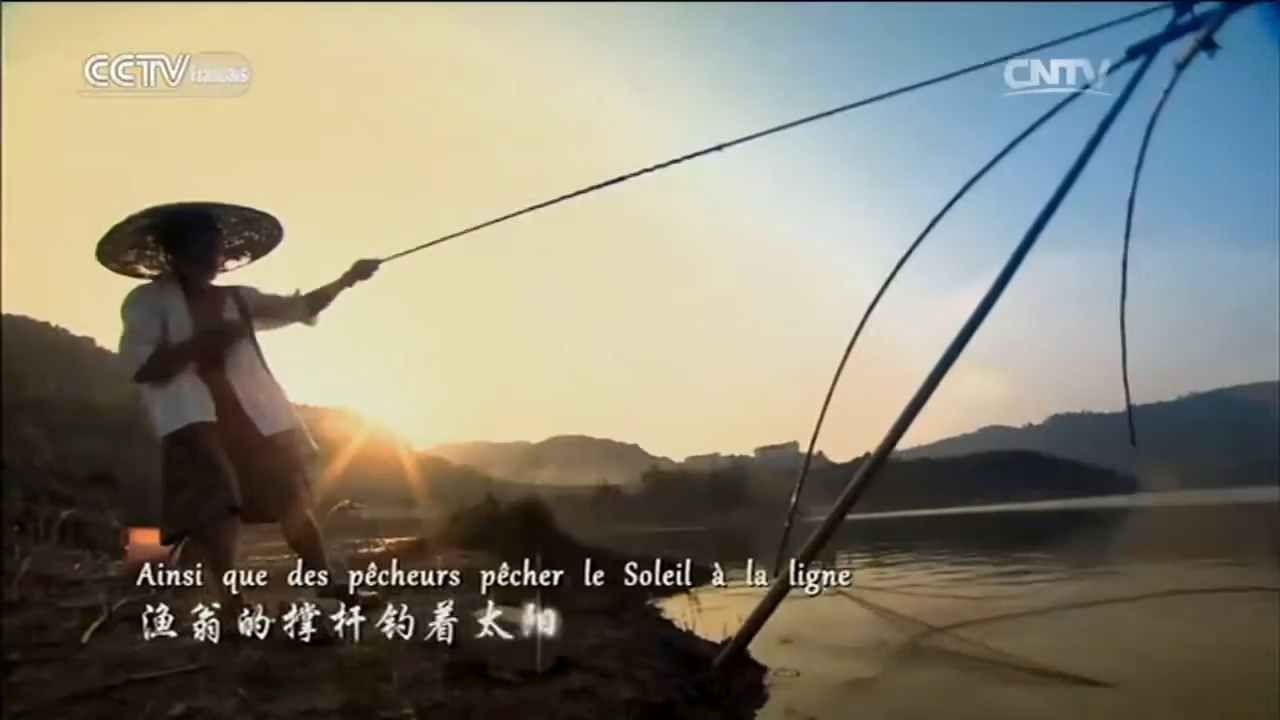 CCTV Français
CNTV
Ainsi que des pêcheurs pêcher le Soleil à la ligne
渔翁的撑杆钓着太阳